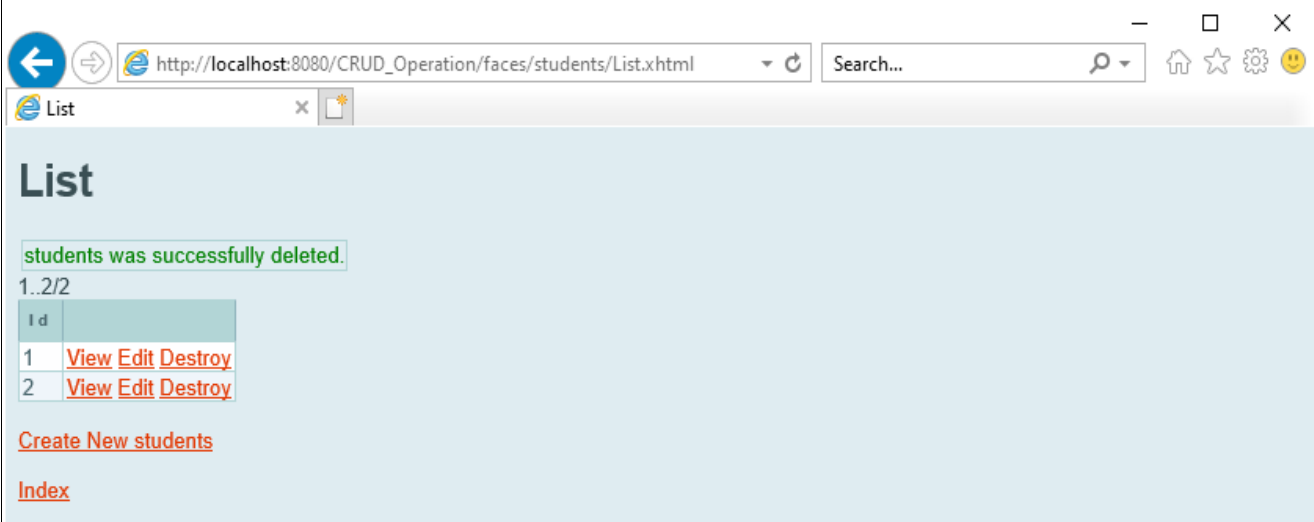 http://localhost:8080/CRUD_Operation/faces/students/List.xhtml
Search...
List
List
students was successfully deleted.
1..2/2
Id
1 View Edit Destroy
2 View Edit Destroy
Create New students
Index